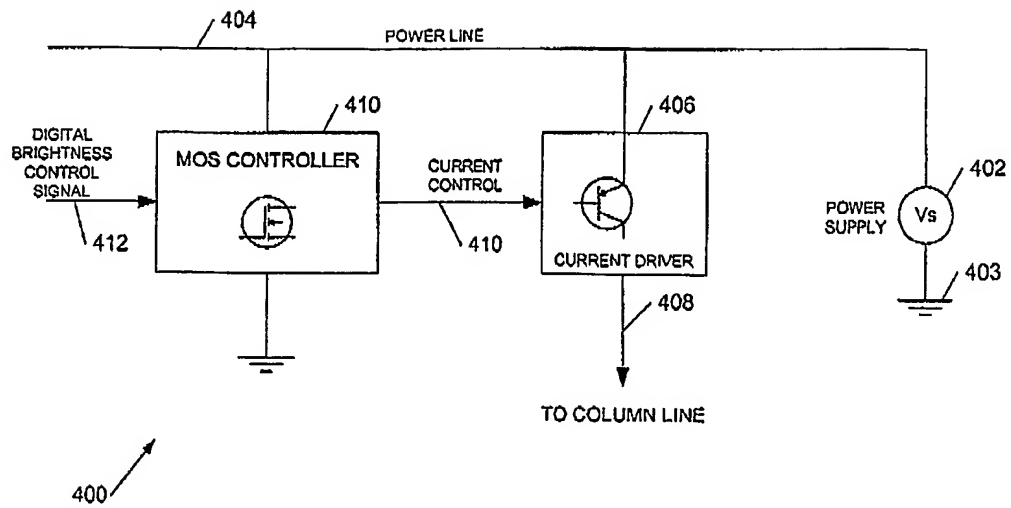 404
POWER LINE
410
406
DIGITAL
BRIGHTNESS
CONTROL
SIGNAL
MOS CONTROLLER
CURRENT
CONTROL
402
POWER
SUPPLY
Vs
412
410
CURRENT DRIVER
403
408
TO COLUMN LINE
400